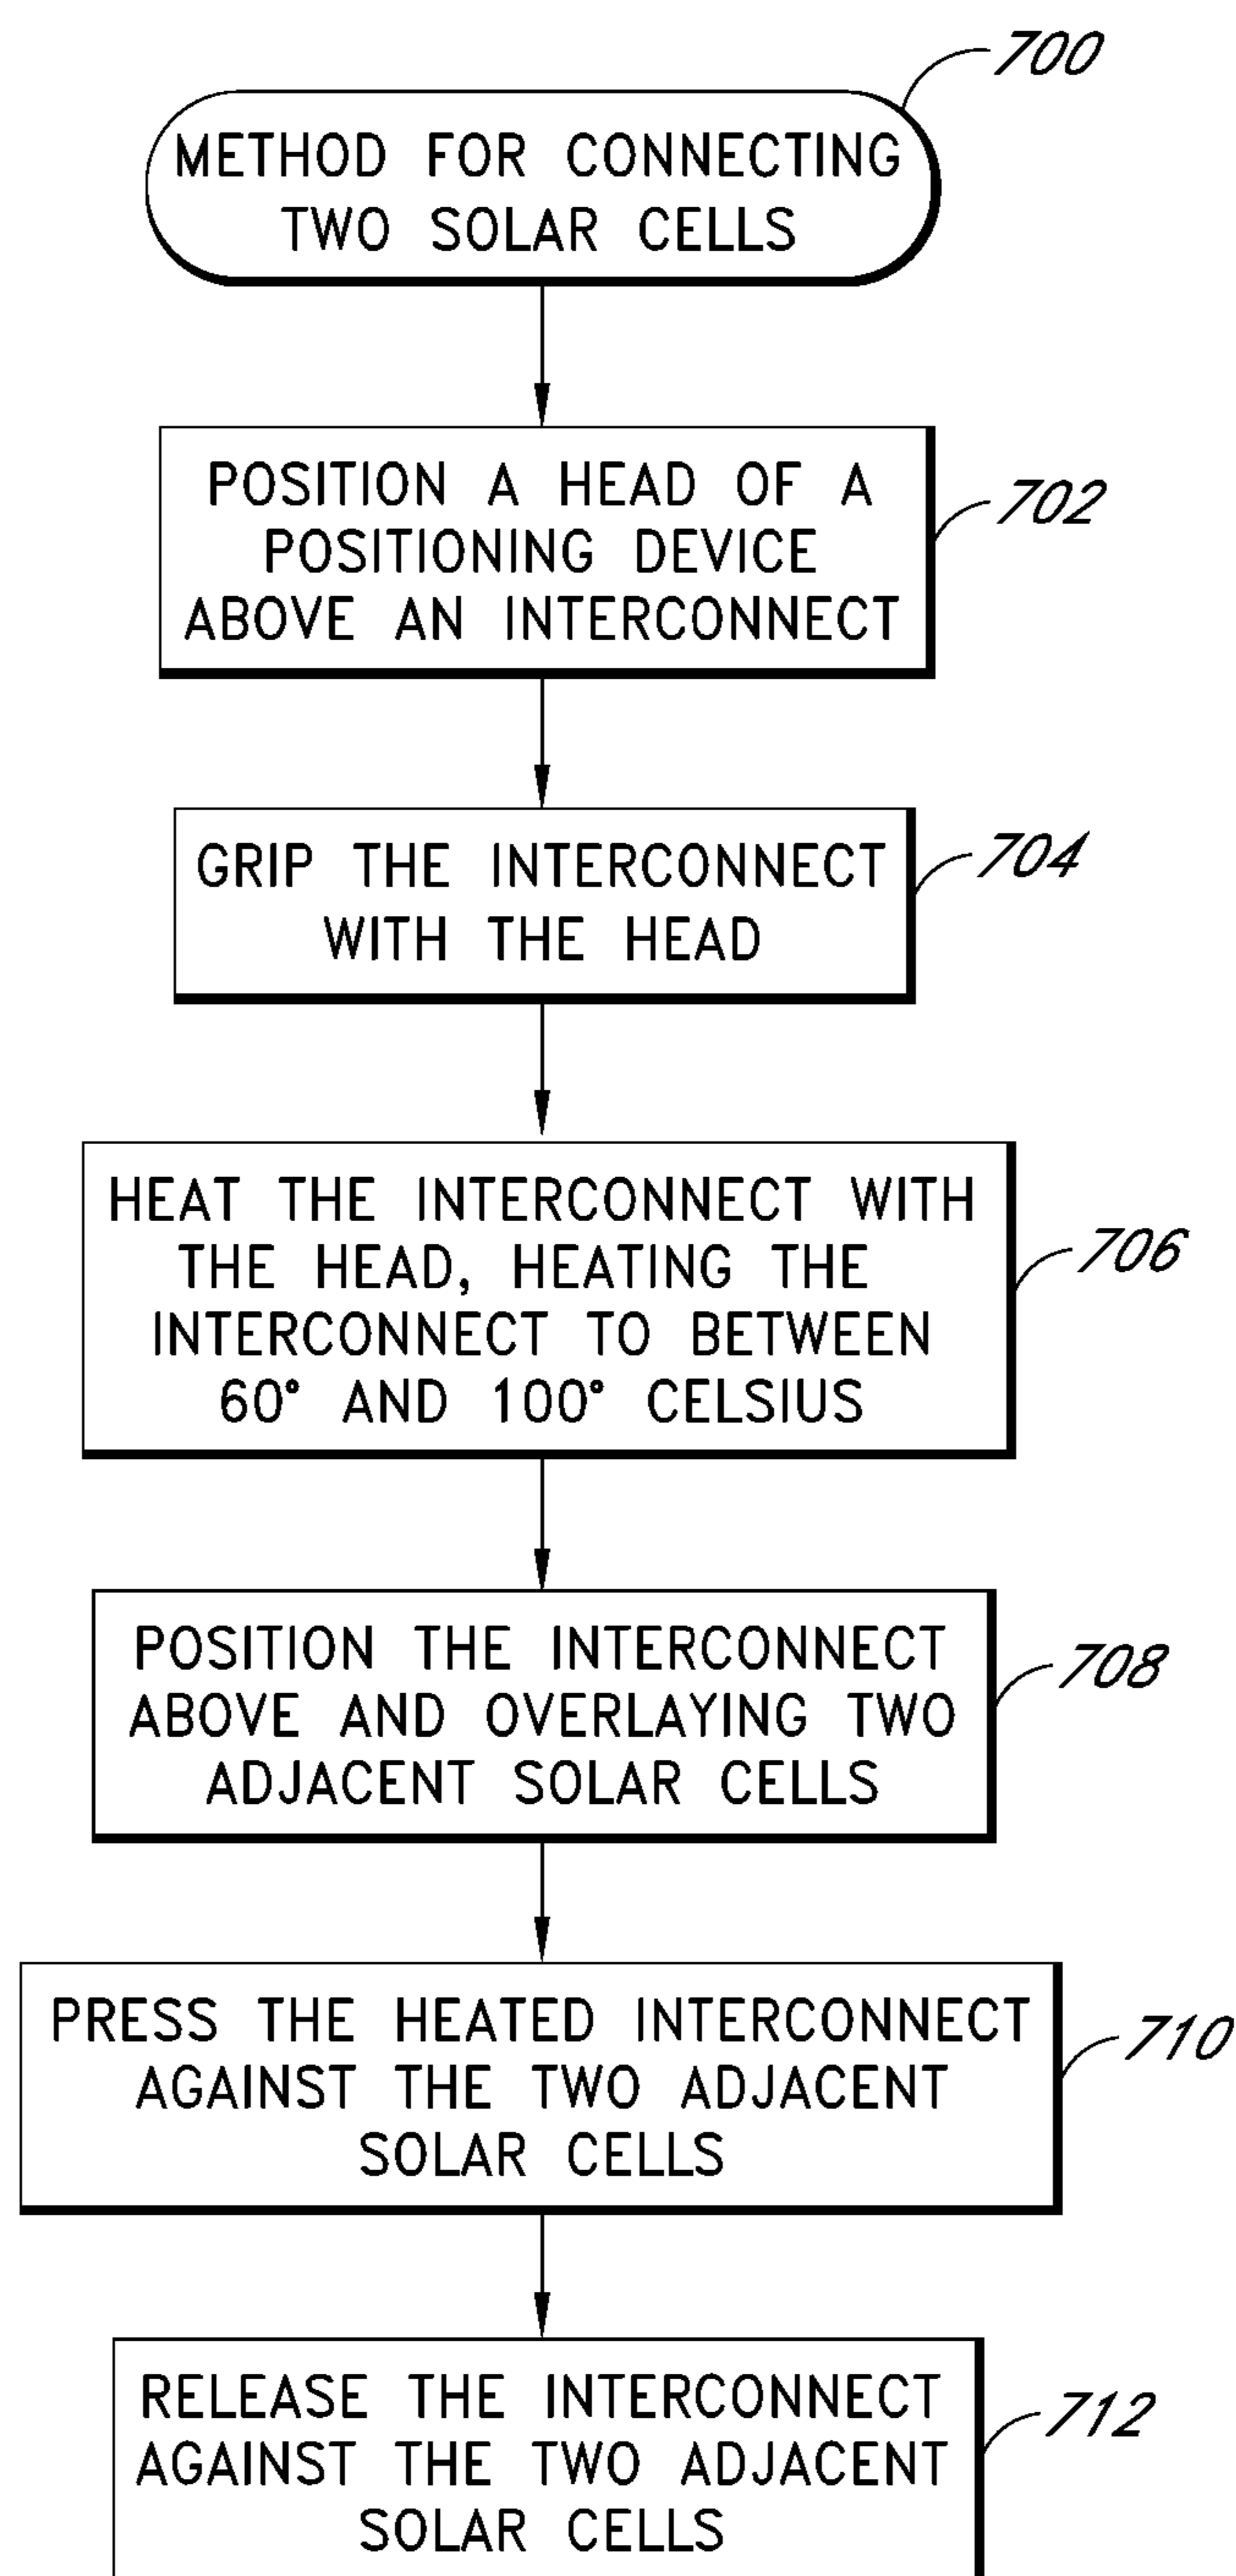 700
METHOD FOR CONNECTING
TWO SOLAR CELLS
POSITION A HEAD OF A
POSITIONING DEVICE
ABOVE AN INTERCONNECT
702
GRIP THE INTERCONNECT
WITH THE HEAD
704
HEAT THE INTERCONNECT WITH
THE HEAD, HEATING THE
INTERCONNECT TO BETWEEN
60° AND 100° CELSIUS
706
POSITION THE INTERCONNECT
ABOVE AND OVERLAYING TWO
ADJACENT SOLAR CELLS
708
PRESS THE HEATED INTERCONNECT
AGAINST THE TWO ADJACENT
SOLAR CELLS
710
RELEASE THE INTERCONNECT
AGAINST THE TWO ADJACENT
SOLAR CELLS
712